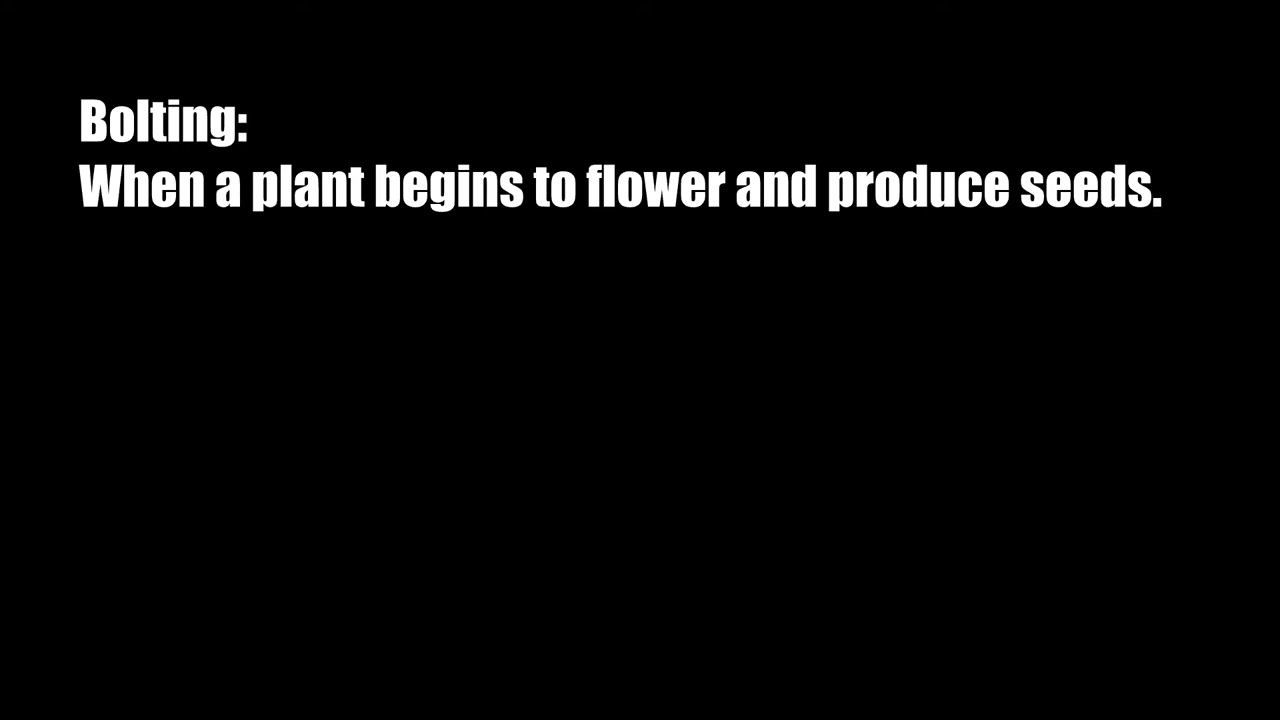 Bolting:
When a plant begins to flower and produce seeds.